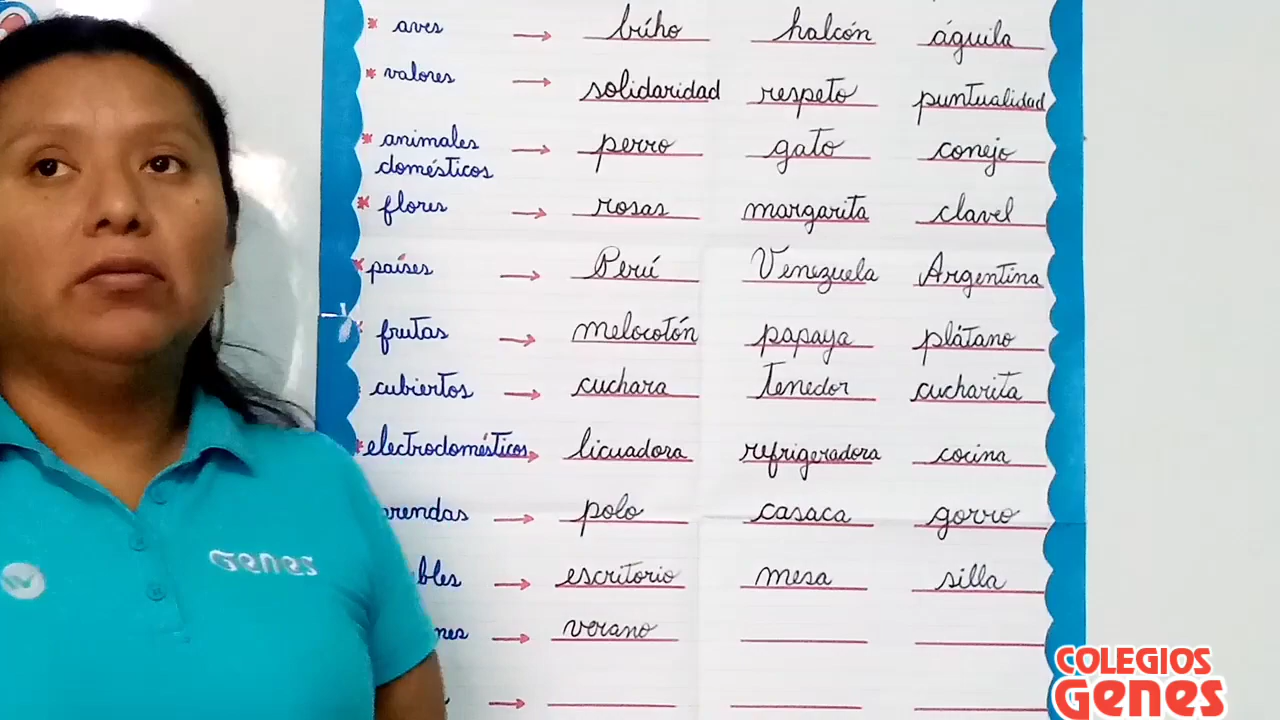 * aves → búho halcón águila
* valores → solidaridad respeto puntualidad
* animales domésticos → perro gato conejo
* flores → rosas margarita clavel
* países → Perú Venezuela Argentina
* frutas → melocotón papaya plátano
cubiertos → cuchara Tenedor cucharita
* electrodomésticos → licuadora refrigeradora cocina
prendas → polo casaca gorro
bles → escritorio mesa silla
nes → verano
Genes
COLEGIOS
Genes